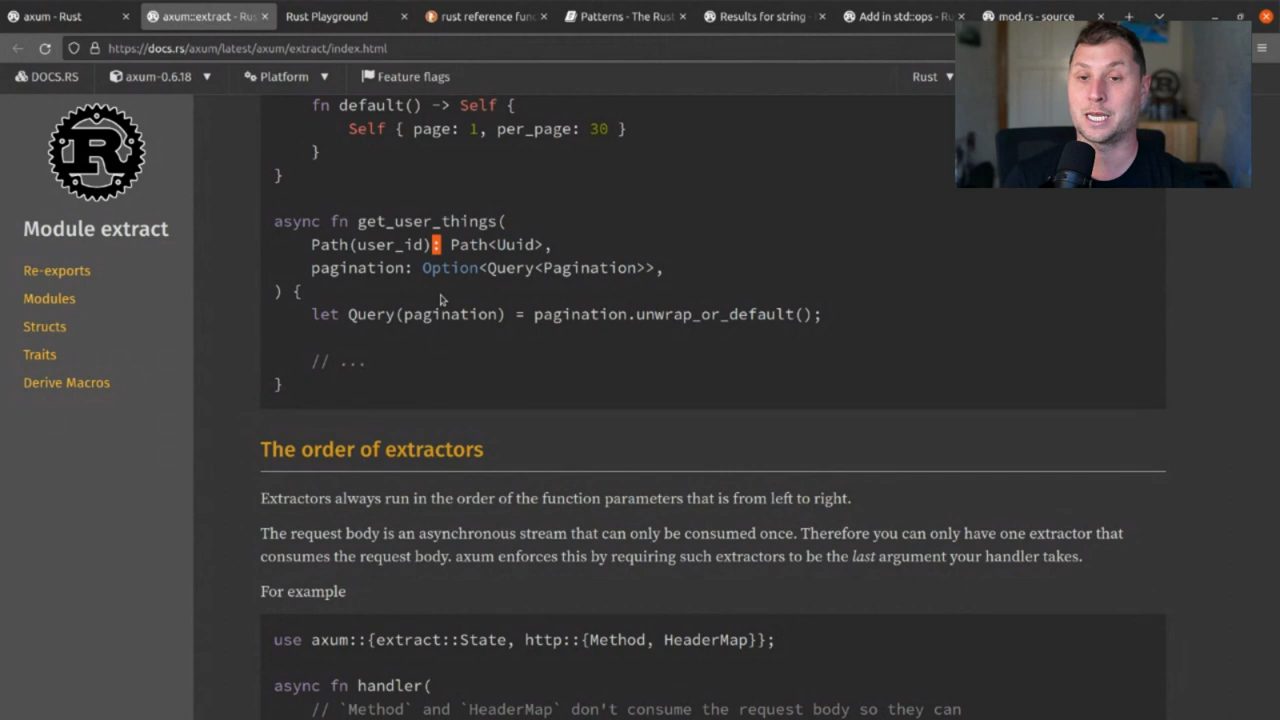 axum - Rust
axum::extract - Rus
Rust Playground
rust reference fun
Patterns - The Rust
Results for string -
Add in std::ops - Ru
mod.rs - source
https://docs.rs/axum/latest/axum/extract/index.html
DOCS.RS
axum-0.6.18
Platform
Feature flags
Rust
Module extract
Re-exports
Modules
Structs
Traits
Derive Macros
fn default() -> Self {
Self { page: 1, per_page: 30 }
}
}
async fn get_user_things(
Path(user_id): Path<Uuid>,
pagination: Option<Query<Pagination>>,
) {
let Query(pagination) = pagination.unwrap_or_default();
// ...
}
The order of extractors
Extractors always run in the order of the function parameters that is from left to right.
The request body is an asynchronous stream that can only be consumed once. Therefore you can only have one extractor that
consumes the request body. axum enforces this by requiring such extractors to be the last argument your handler takes.
For example
use axum::{extract::State, http::{Method, HeaderMap}};
async fn handler(
// `Method` and `HeaderMap` don't consume the request body so they can